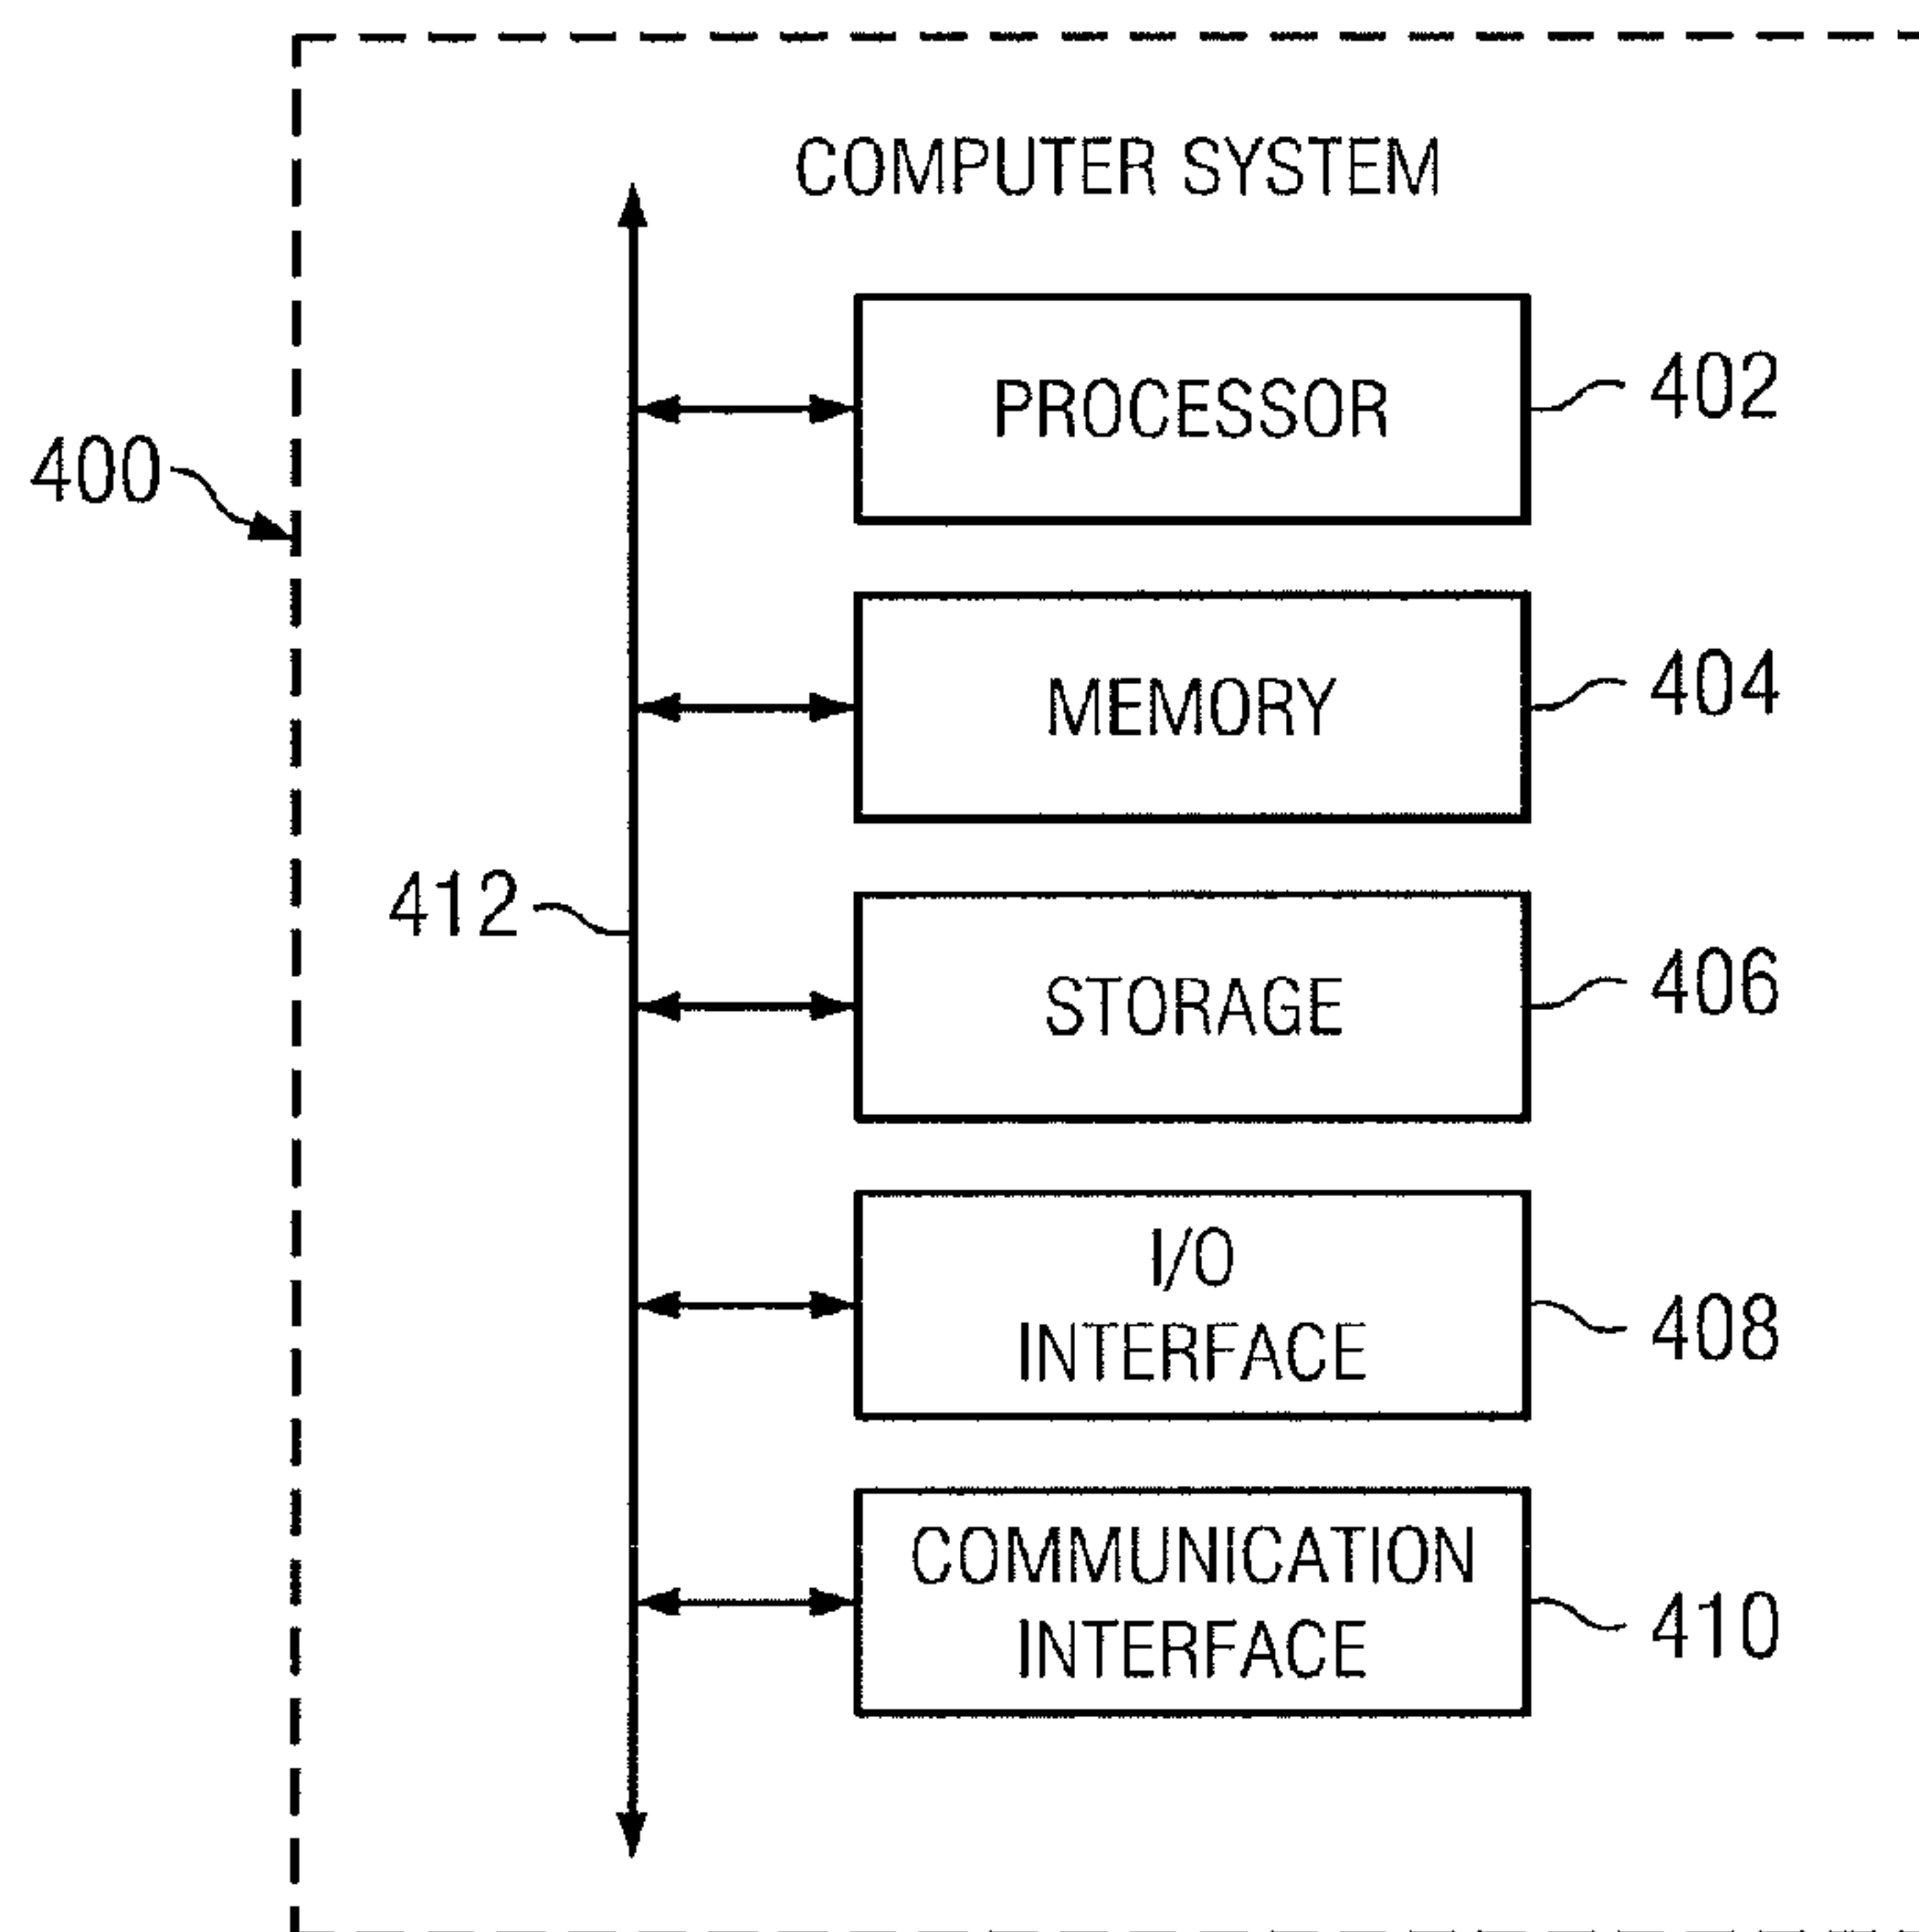 COMPUTER SYSTEM
PROCESSOR
402
400
MEMORY
404
412
STORAGE
406
I/O
INTERFACE
408
COMMUNICATION
INTERFACE
410